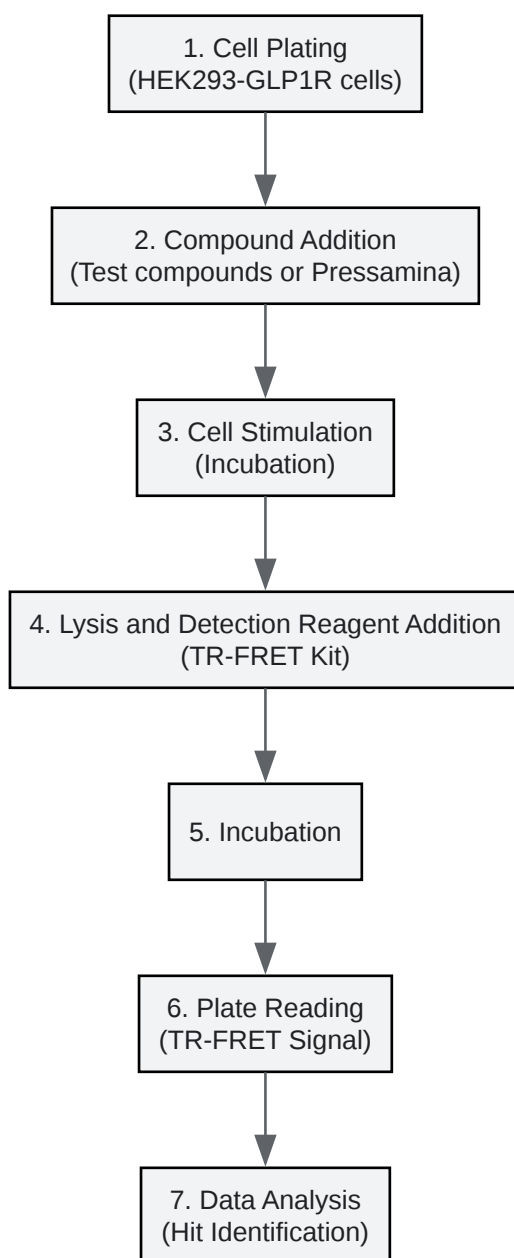 1. Cell Plating
(HEK293-GLP1R cells)
2. Compound Addition
(Test compounds or Pressamina)
3. Cell Stimulation
(Incubation)
4. Lysis and Detection Reagent Addition
(TR-FRET Kit)
5. Incubation
6. Plate Reading
(TR-FRET Signal)
7. Data Analysis
(Hit Identification)